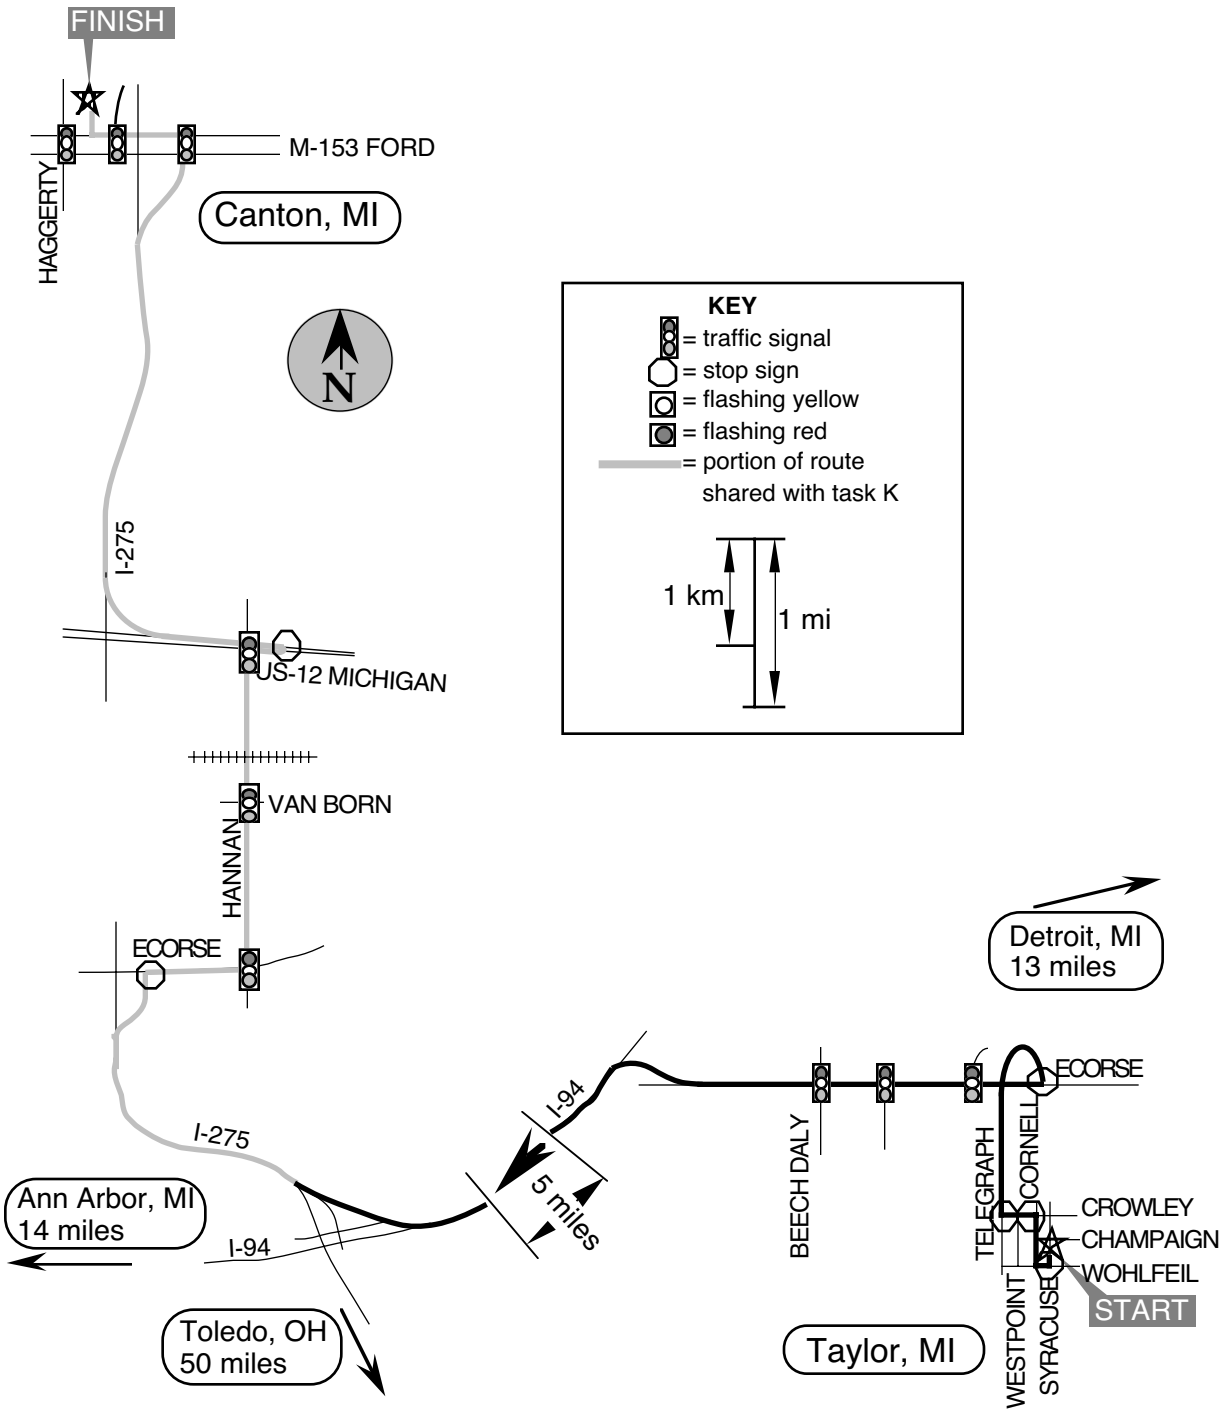 FINISH
M-153 FORD
HAGGERTY
Canton, MI
N
KEY
= traffic signal
= stop sign
= flashing yellow
= flashing red
= portion of route
shared with task K
1 km
1 mi
I-275
US-12 MICHIGAN
VAN BORN
HANNAN
ECORSE
Detroit, MI
13 miles
ECORSE
I-94
BEECH DALY
TELEGRAPH
CORNELL
I-275
5 miles
Ann Arbor, MI
14 miles
I-94
CROWLEY
CHAMPAIGN
WOHLFEIL
START
WESTPOINT
SYRACUSE
Toledo, OH
50 miles
Taylor, MI